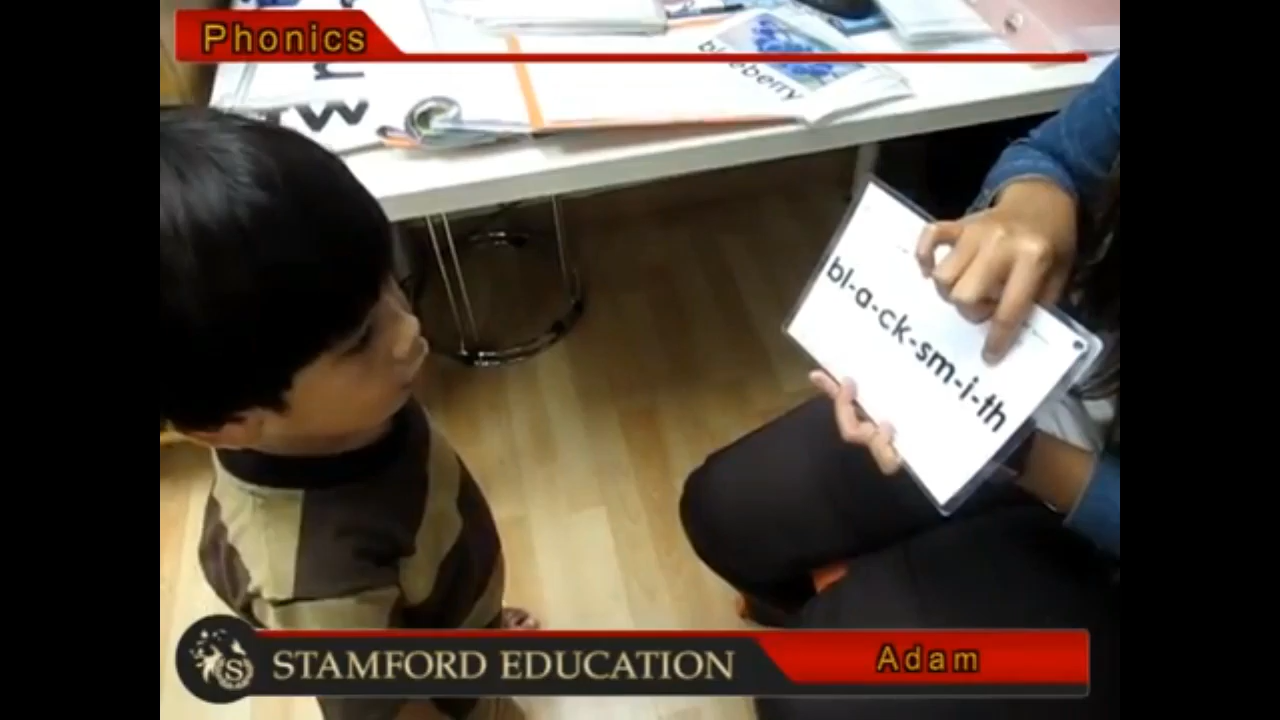 Phonics
blueberry
w
bl-a-ck-sm-i-th
STAMFORD EDUCATION
Adam